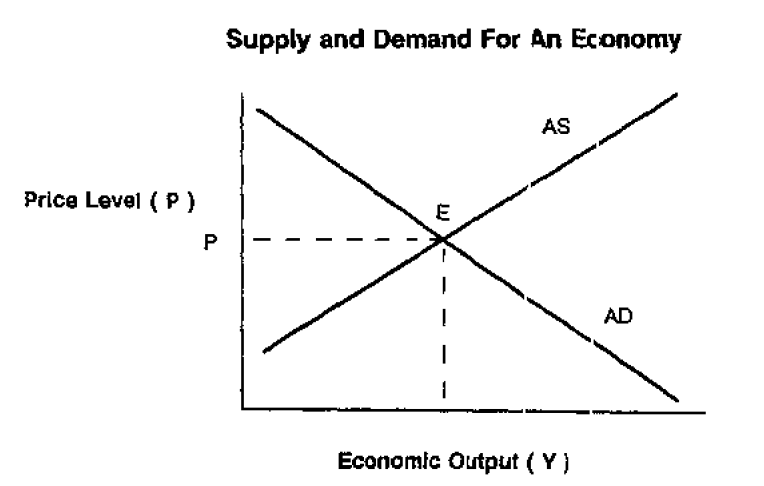 Supply and Demand For An Economy
AS
Price Level ( P )
E
P
AD
Economic Output ( Y )